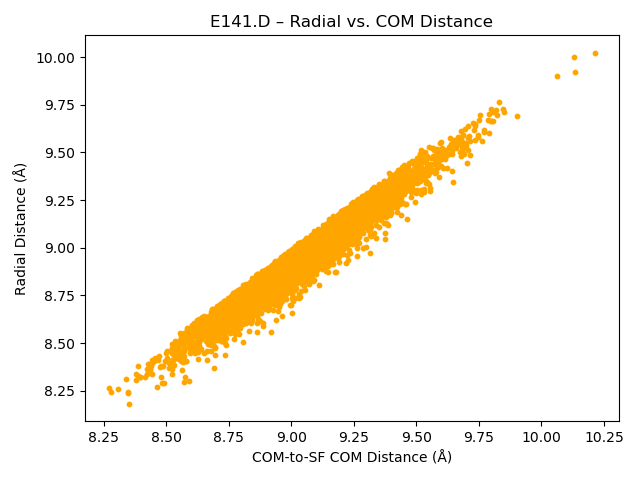 E141.D – Radial vs. COM Distance
10.00
9.75
9.50
9.25
9.00
8.75
8.50
8.25
Radial Distance (Å)
8.25 8.50 8.75 9.00 9.25 9.50 9.75 10.00 10.25
COM-to-SF COM Distance (Å)